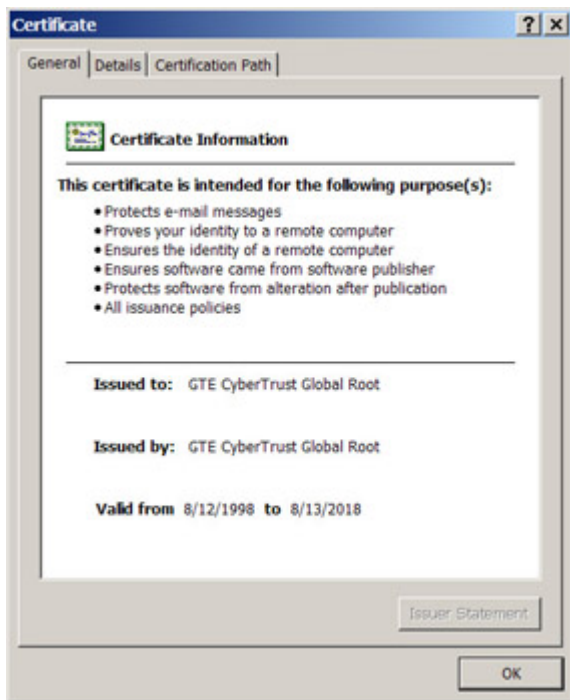 Certificate
General Details Certification Path
Certificate Information
This certificate is intended for the following purpose(s):
• Protects e-mail messages
• Proves your identity to a remote computer
• Ensures the identity of a remote computer
• Ensures software came from software publisher
• Protects software from alteration after publication
• All issuance policies
Issued to: GTE CyberTrust Global Root
Issued by: GTE CyberTrust Global Root
Valid from 8/12/1998 to 8/13/2018
Issuer Statement
OK